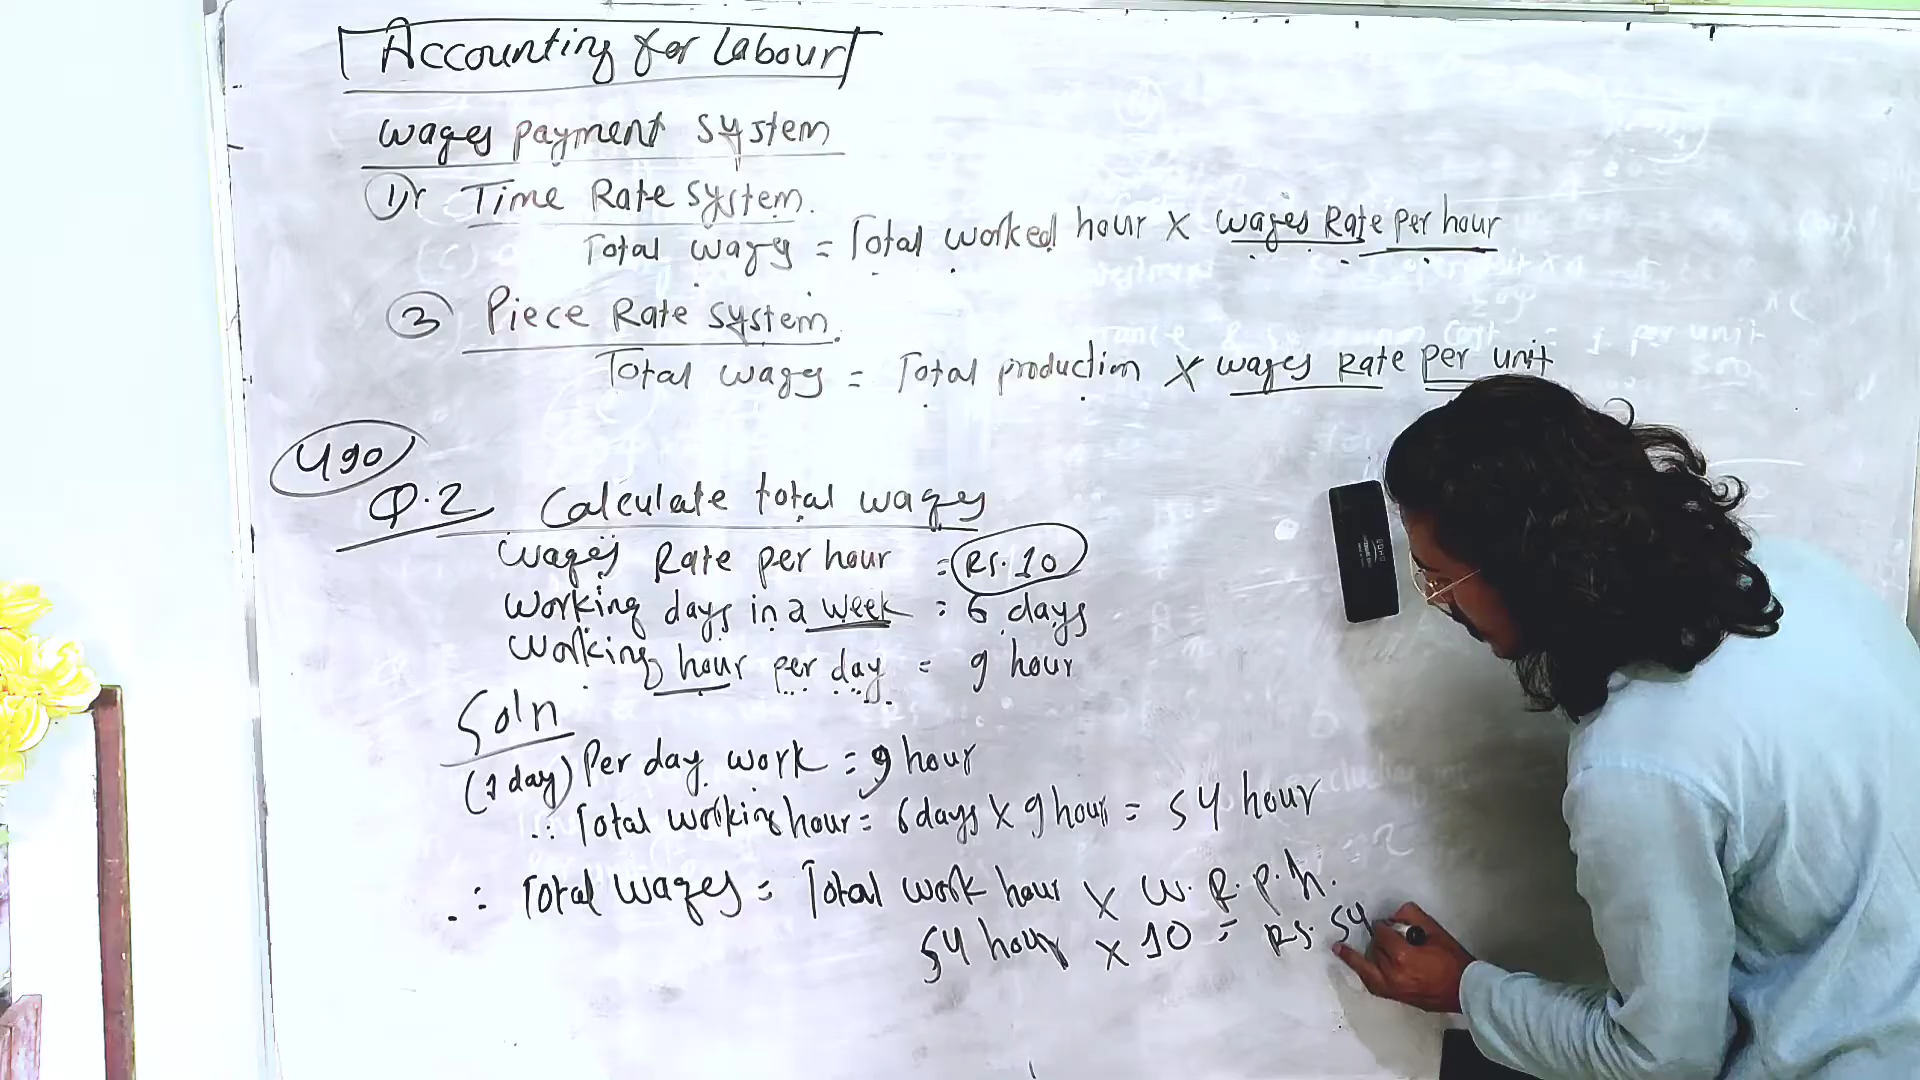 Accounting for Labour
Wages payment system
1) Time Rate system.
Total wages = Total worked hour X Wages Rate per hour
2 Piece Rate system.
Total wages = Total production X wages Rate per unit
490
Q.2 Calculate total wages
Wages Rate per hour = Rs. 10
Working days in a week = 6 days
Working hour per day = 9 hour
Soln
(1 day) Per day work = 9 hour
∴ Total working hour = 6 days X 9 hour = 54 hour
∴ Total Wages = Total work hour X W. R. p. h.
54 hour X 10 = Rs. 54